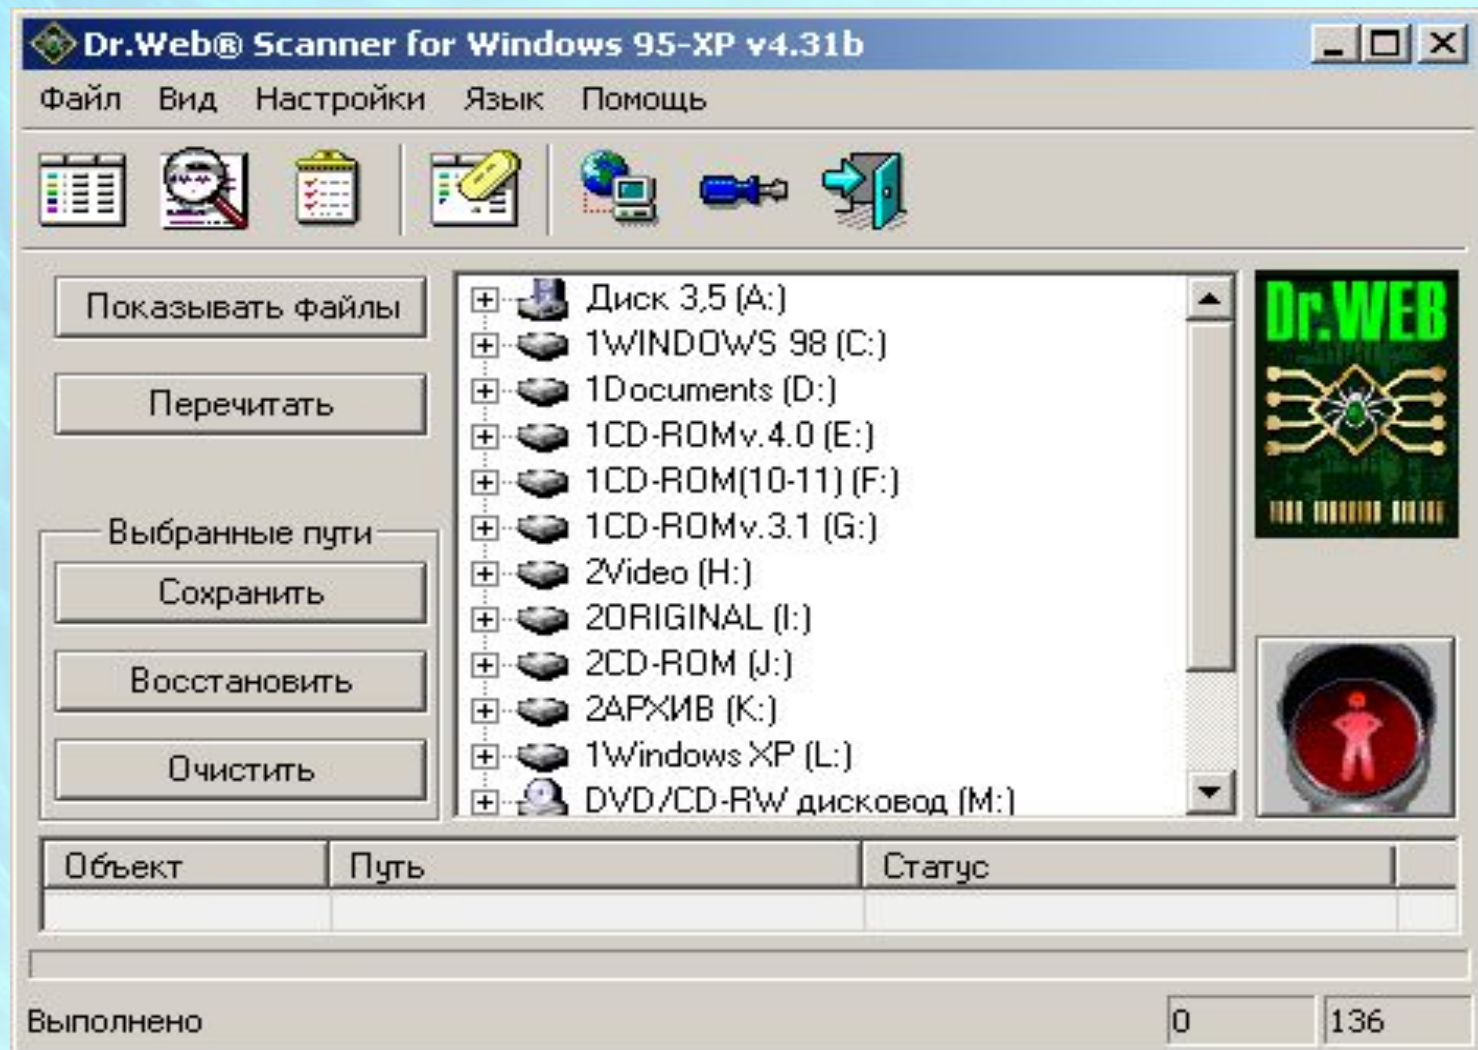 Dr.Web® Scanner for Windows 95-XP v4.31b
Файл Вид Настройки Язык Помощь
Показывать файлы
Перечитать
Выбранные пути
Сохранить
Восстановить
Очистить
Диск 3,5 (A:)
1WINDOWS 98 (C:)
1Documents (D:)
1CD-ROMv.4.0 (E:)
1CD-ROM(10-11) (F:)
1CD-ROMv.3.1 (G:)
2Video (H:)
2ORIGINAL (I:)
2CD-ROM (J:)
2АРХИВ (K:)
1Windows XP (L:)
DVD/CD-RW дисковод (M:)
Dr.WEB
Объект Путь Статус
Выполнено 0 136